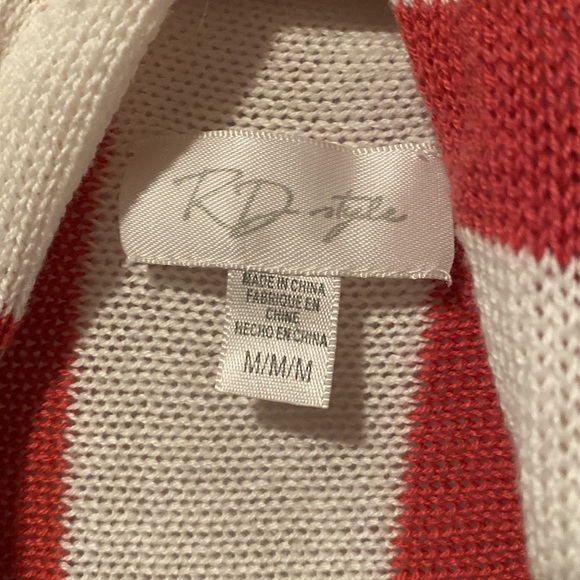 RD style
MADE IN CHINA
FABRIQUE EN
CHINE
HECHO EN CHINA
M/M/M